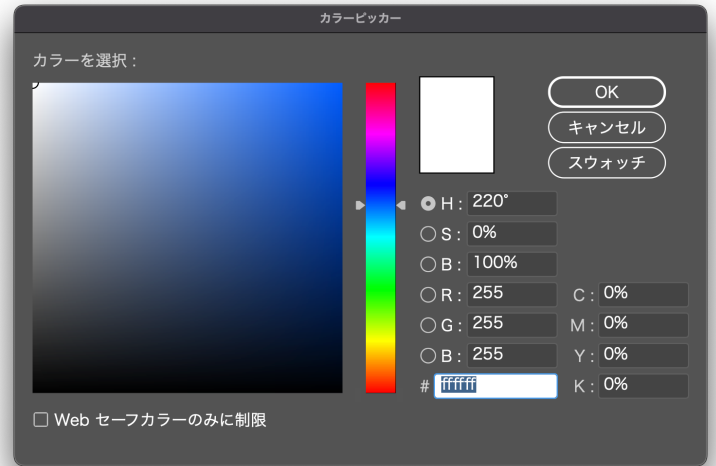 カラーピッカー
カラーを選択 :
OK
キャンセル
スウォッチ
H : 220°
S : 0%
B : 100%
R : 255
G : 255
B : 255
# ffffff
C : 0%
M : 0%
Y : 0%
K : 0%
Web セーフカラーのみに制限